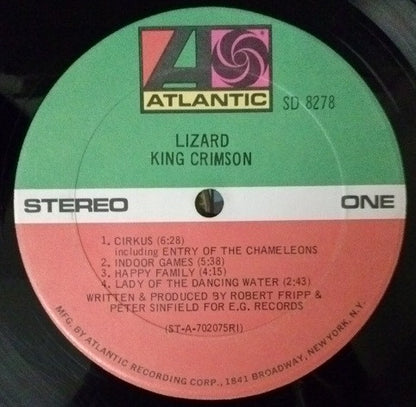 ATLANTIC
SD 8278
LIZARD
KING CRIMSON
STEREO
ONE
1. CIRKUS (6:28)
including ENTRY OF THE CHAMELEONS
2. INDOOR GAMES (5:38)
3. HAPPY FAMILY (4:15)
4. LADY OF THE DANCING WATER (2:43)
WRITTEN & PRODUCED BY ROBERT FRIPP &
PETER SINFIELD FOR E.G. RECORDS
(ST-A-702075RI)
MFG. BY ATLANTIC RECORDING CORP., 1841 BROADWAY, NEW YORK, N.Y.